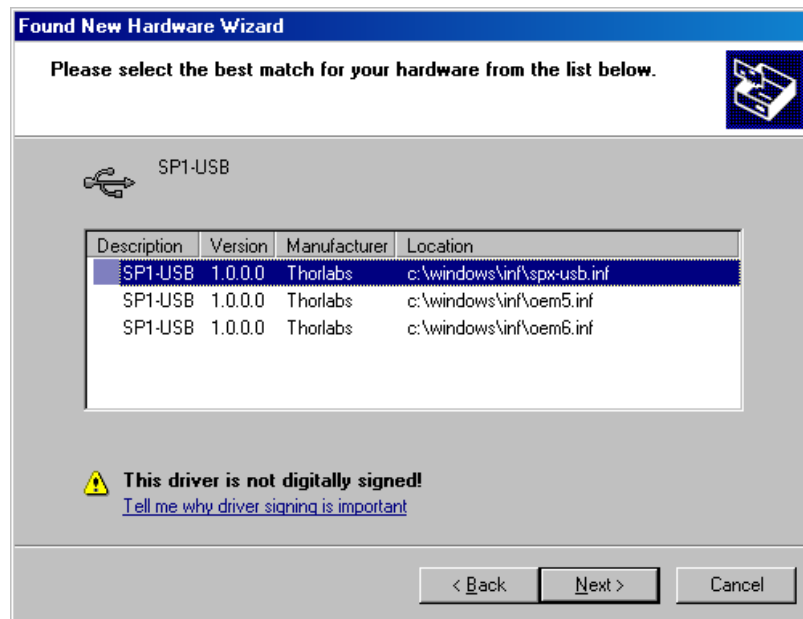 Found New Hardware Wizard
Please select the best match for your hardware from the list below.
SP1-USB
Description Version Manufacturer Location
SP1-USB 1.0.0.0 Thorlabs c:\windows\inf\spx-usb.inf
SP1-USB 1.0.0.0 Thorlabs c:\windows\inf\oem5.inf
SP1-USB 1.0.0.0 Thorlabs c:\windows\inf\oem6.inf
This driver is not digitally signed!
Tell me why driver signing is important
< Back Next > Cancel